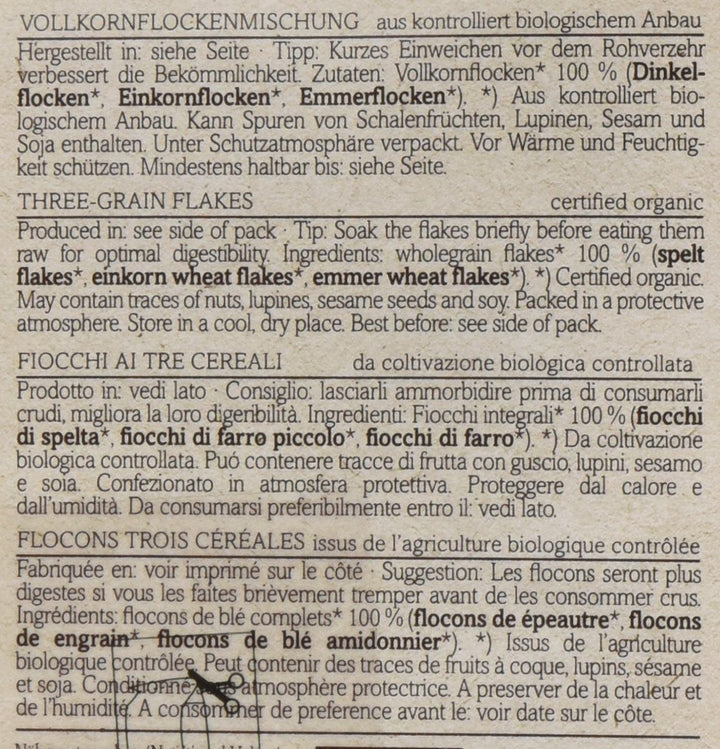 VOLLKORNFLOCKENMISCHUNG aus kontrolliert biologischem Anbau
Hergestellt in: siehe Seite · Tipp: Kurzes Einweichen vor dem Rohverzehr
verbessert die Bekömmlichkeit. Zutaten: Vollkornflocken* 100 % (Dinkel-
flocken*, Einkornflocken*, Emmerflocken*). *) Aus kontrolliert bio-
logischem Anbau. Kann Spuren von Schalenfrüchten, Lupinen, Sesam und
Soja enthalten. Unter Schutzatmosphäre verpackt. Vor Wärme und Feuchtig-
keit schützen. Mindestens haltbar bis: siehe Seite.
THREE-GRAIN FLAKES certified organic
Produced in: see side of pack · Tip: Soak the flakes briefly before eating them
raw for optimal digestibility. Ingredients: wholegrain flakes* 100 % (spelt
flakes*, einkorn wheat flakes*, emmer wheat flakes*). *) Certified organic.
May contain traces of nuts, lupines, sesame seeds and soy. Packed in a protective
atmosphere. Store in a cool, dry place. Best before: see side of pack.
FIOCCHI AI TRE CEREALI da coltivazione biologica controllata
Prodotto in: vedi lato · Consiglio: lasciarli ammorbidire prima di consumarli
crudi, migliora la loro digeribilità. Ingredienti: Fiocchi integrali* 100 % (fiocchi
di spelta*, fiocchi di farro piccolo*, fiocchi di farro*). *) Da coltivazione
biologica controllata. Puó contenere tracce di frutta con guscio, lupini, sesamo
e soia. Confezionato in atmosfera protettiva. Proteggere dal calore e
dall'umidità. Da consumarsi preferibilmente entro il: vedi lato.
FLOCONS TROIS CÉRÉALES issus de l'agriculture biologique contrôlée
Fabriquée en: voir imprimé sur le côté · Suggestion: Les flocons seront plus
digestes si vous les faites brièvement tremper avant de les consommer crus.
Ingrédients: flocons de blé complets* 100 % (flocons de épeautre*, flocons
de engrain*, flocons de blé amidonnier*). *) Issus de l'agriculture
biologique contrôlée. Peut contenir des traces de fruits à coque, lupins, sésame
et soja. Conditionné sous atmosphère protectrice. A preserver de la chaleur et
de l'humidité. A consommer de preference avant le: voir date sur le côte.